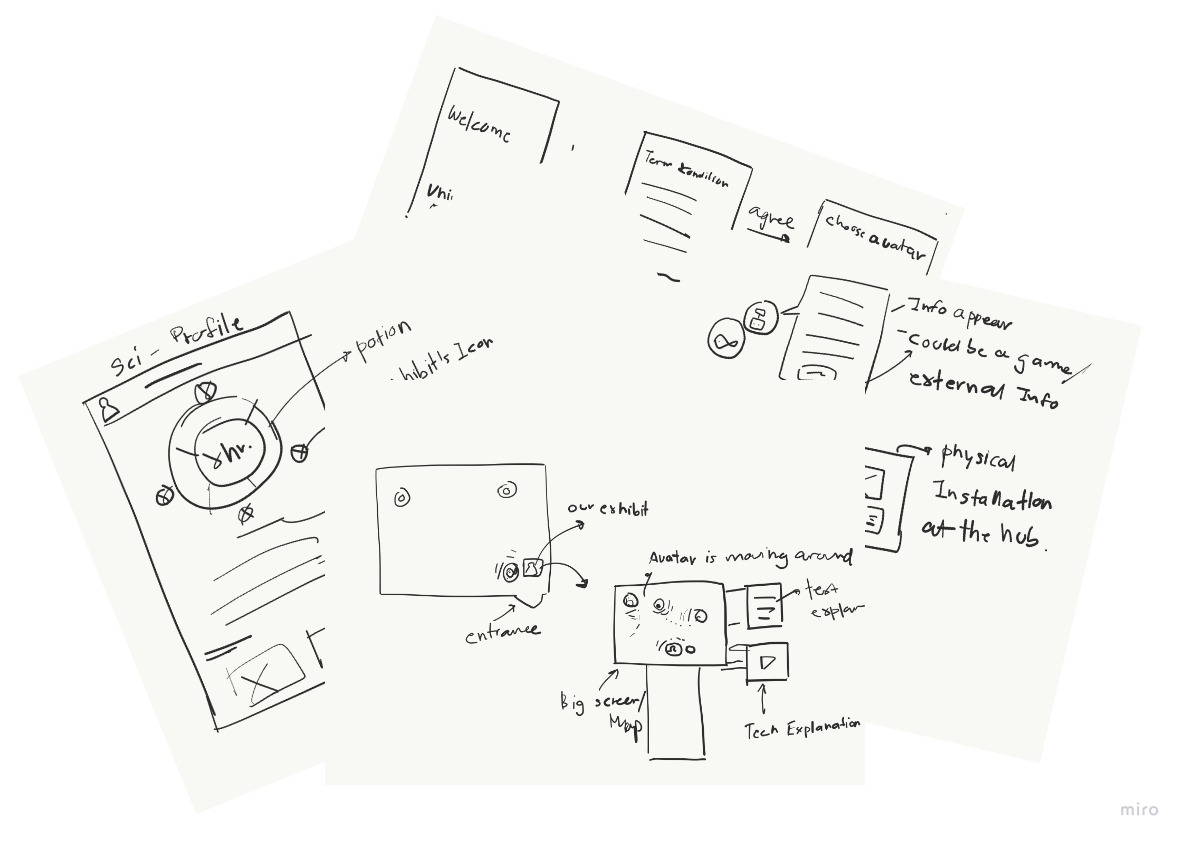 Welcome
Uni
Term & condition
agree
choose avatar
Info appear
could be a game
external Info
Sci - Profile
potion
hibit's Icon
hr.
physical
Installation
at the hub.
our exhibit
entrance
Avatar is moving around
text
explan
Big screen/
Map
Tech Explanation
miro